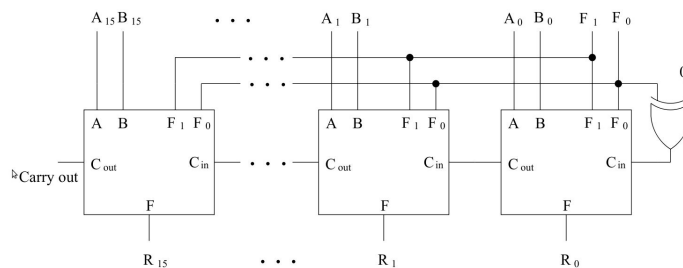 A 15 B 15 . . . A 1 B 1 A 0 B 0 F 1 F 0
. . .
. . .
A B F 1 F 0 A B F 1 F 0 A B F 1 F 0
C out C in . . . C out C in C out C in
Carry out
F F F
R 15 . . . R 1 R 0